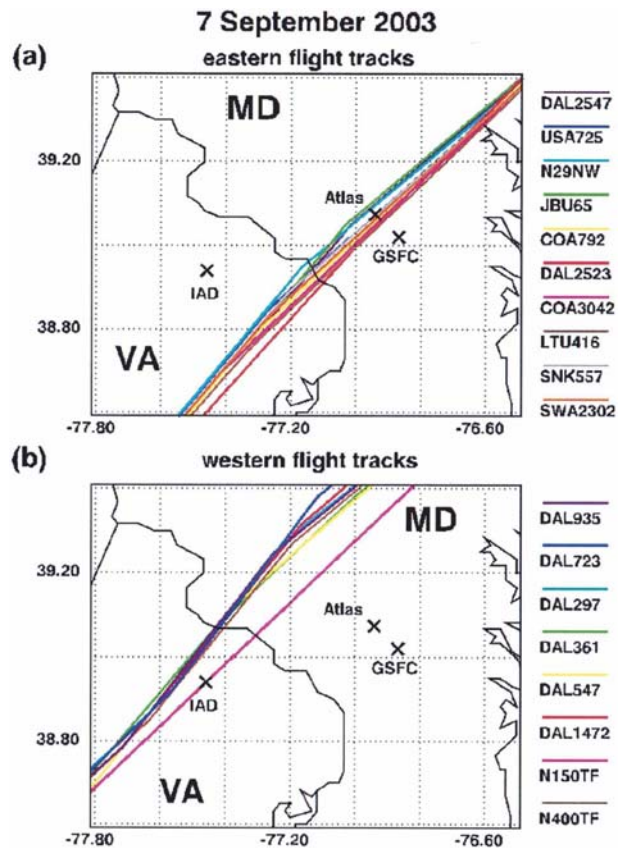 7 September 2003
(a)
eastern flight tracks
MD
39.20
Atlas
GSFC
IAD
38.80
VA
-77.80
-77.20
-76.60
DAL2547
USA725
N29NW
JBU65
COA792
DAL2523
COA3042
LTU416
SNK557
SWA2302
(b)
western flight tracks
MD
39.20
Atlas
GSFC
IAD
38.80
VA
-77.80
-77.20
-76.60
DAL935
DAL723
DAL297
DAL361
DAL547
DAL1472
N150TF
N400TF